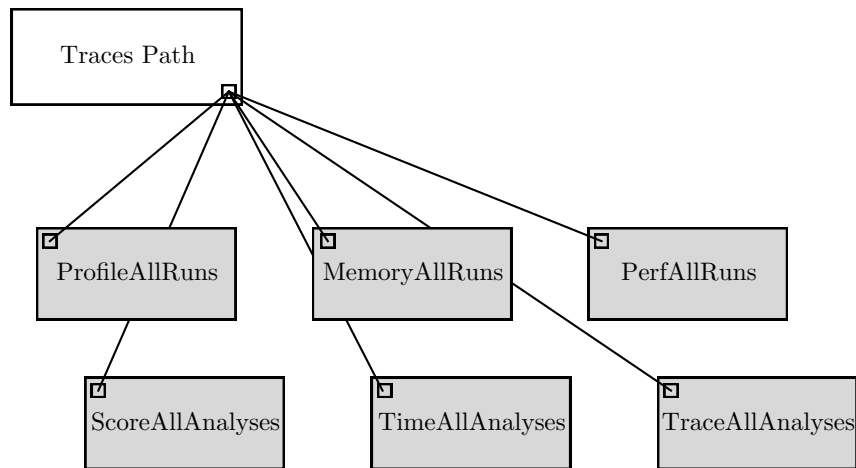 Traces Path
ProfileAllRuns
MemoryAllRuns
PerfAllRuns
ScoreAllAnalyses
TimeAllAnalyses
TraceAllAnalyses